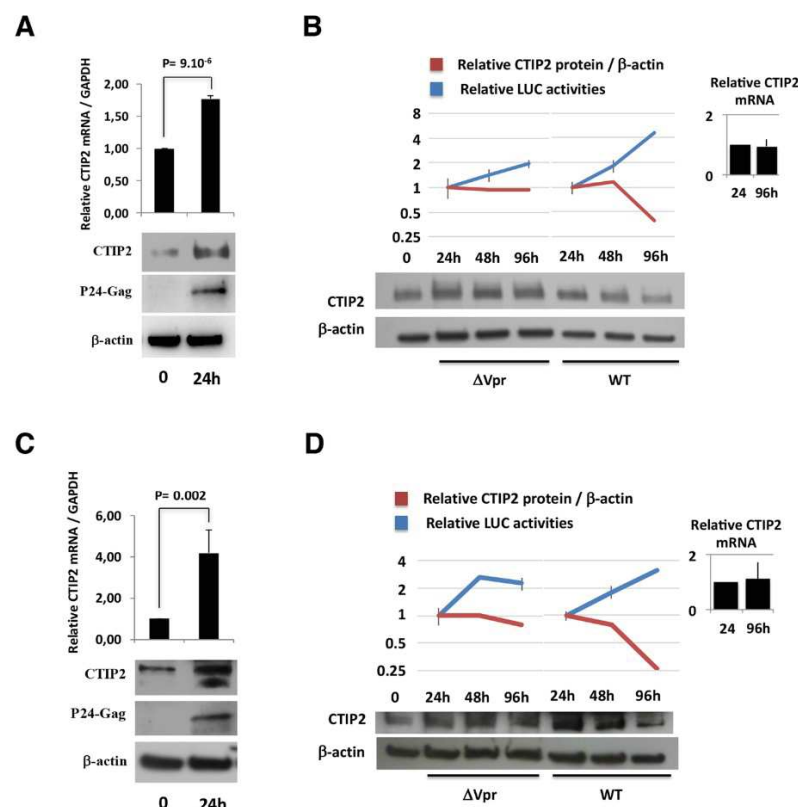 A
P= 9.10-6
Relative CTIP2 mRNA / GAPDH
2,00
1,50
1,00
0,50
0,00
CTIP2
P24-Gag
β-actin
0 24h
B
Relative CTIP2 protein / β-actin
Relative LUC activities
8
4
2
1
0.5
0.25
Relative CTIP2
mRNA
2
0
24 96h
0 24h 48h 96h 24h 48h 96h
CTIP2
β-actin
ΔVpr WT
C
P= 0.002
Relative CTIP2 mRNA / GAPDH
6,00
4,00
2,00
0,00
CTIP2
P24-Gag
β-actin
0 24h
D
Relative CTIP2 protein / β-actin
Relative LUC activities
4
2
1
0.5
0.25
Relative CTIP2
mRNA
2
0
24 96h
0 24h 48h 96h 24h 48h 96h
CTIP2
β-actin
ΔVpr WT